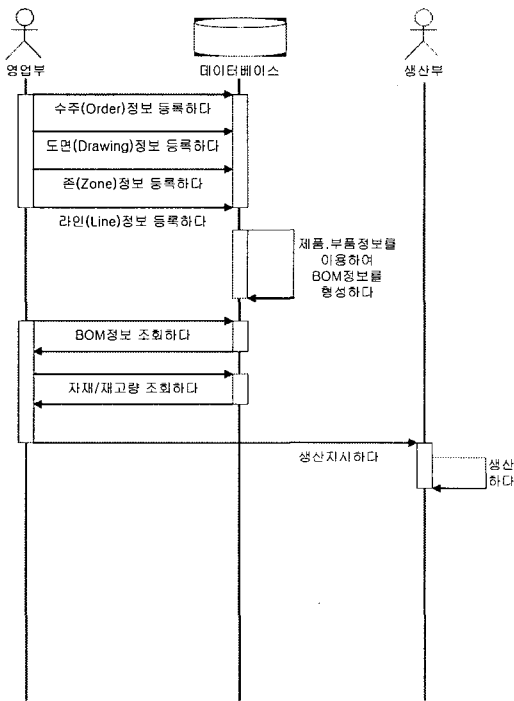 영업부
데이터베이스
생산부
수주(Order)정보 등록하다
도면(Drawing)정보 등록하다
존(Zone)정보 등록하다
라인(Line)정보 등록하다
제품.부품정보를
이용하여
BOM정보를
형성하다
BOM정보 조회하다
자재/재고량 조회하다
생산지시하다
생산
하다